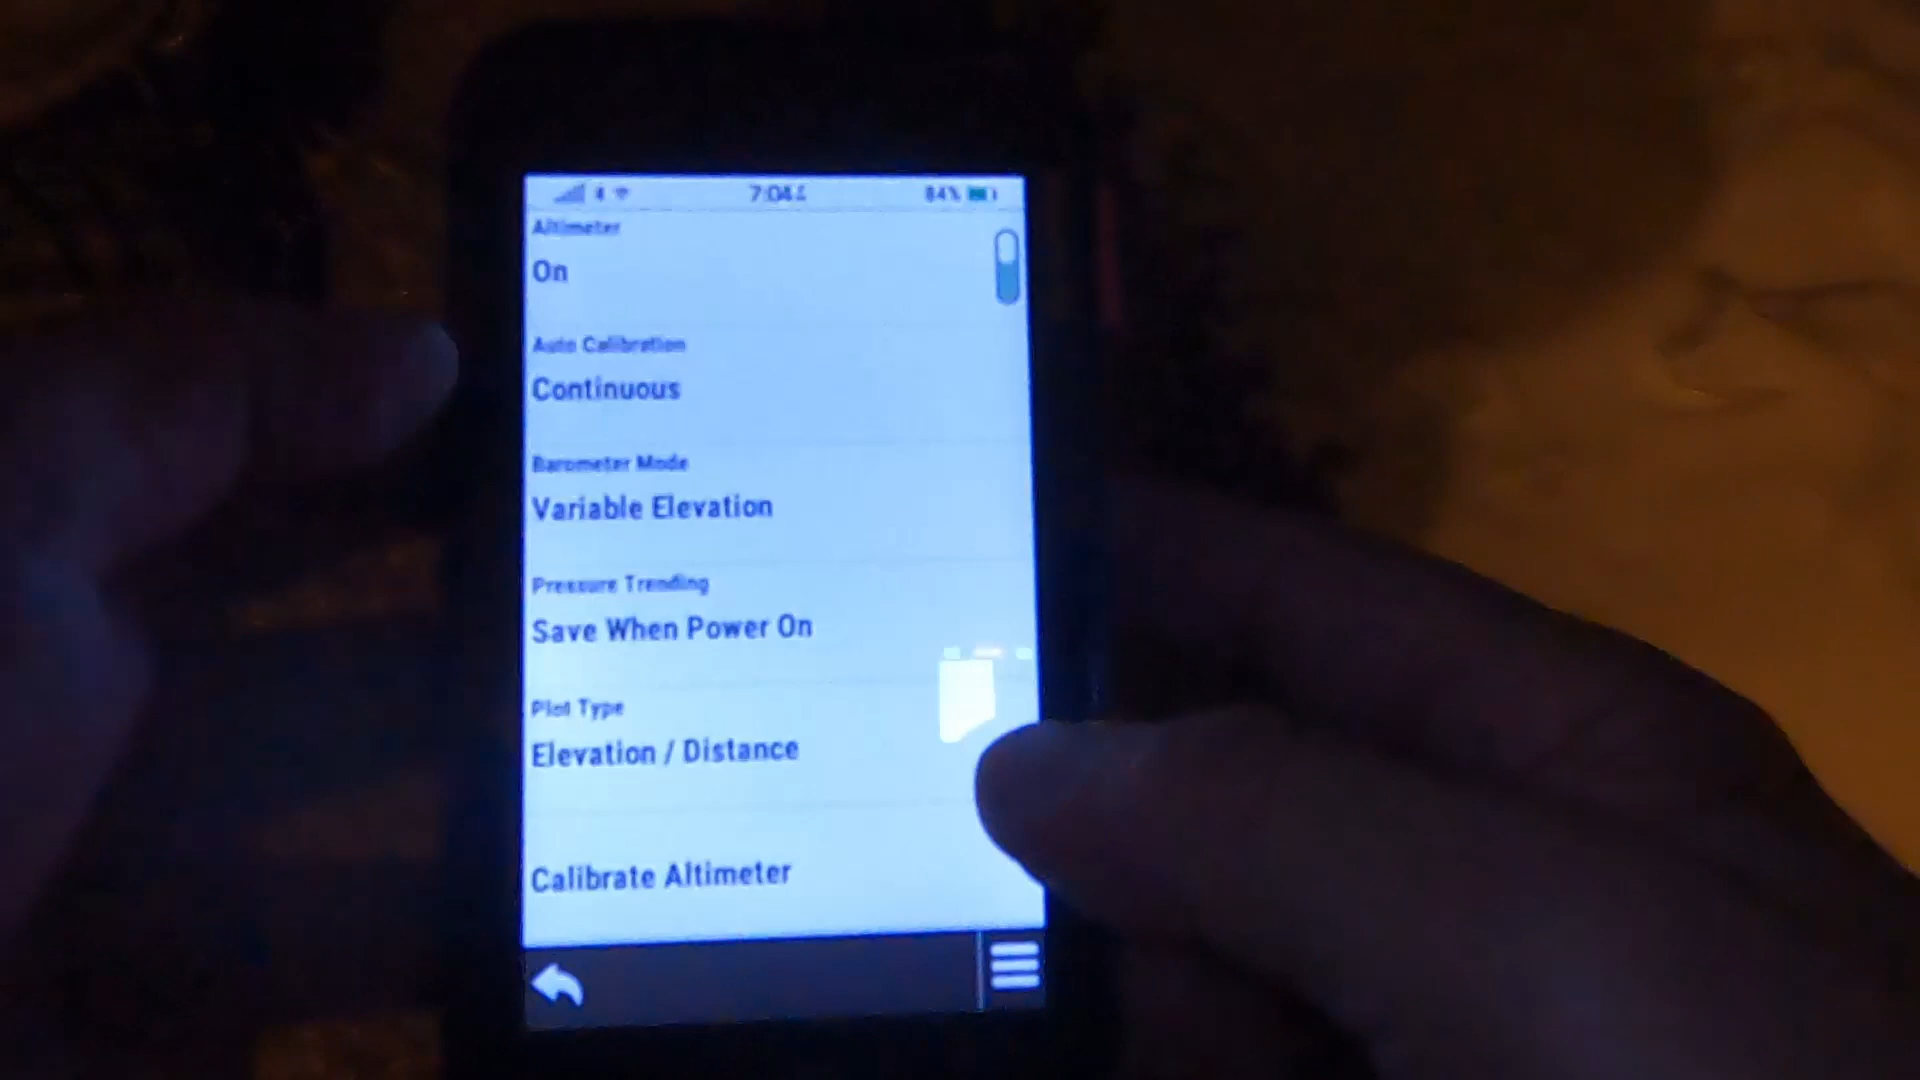 7:04
84%
Altimeter
On
Auto Calibration
Continuous
Barometer Mode
Variable Elevation
Pressure Trending
Save When Power On
Plot Type
Elevation / Distance
Calibrate Altimeter